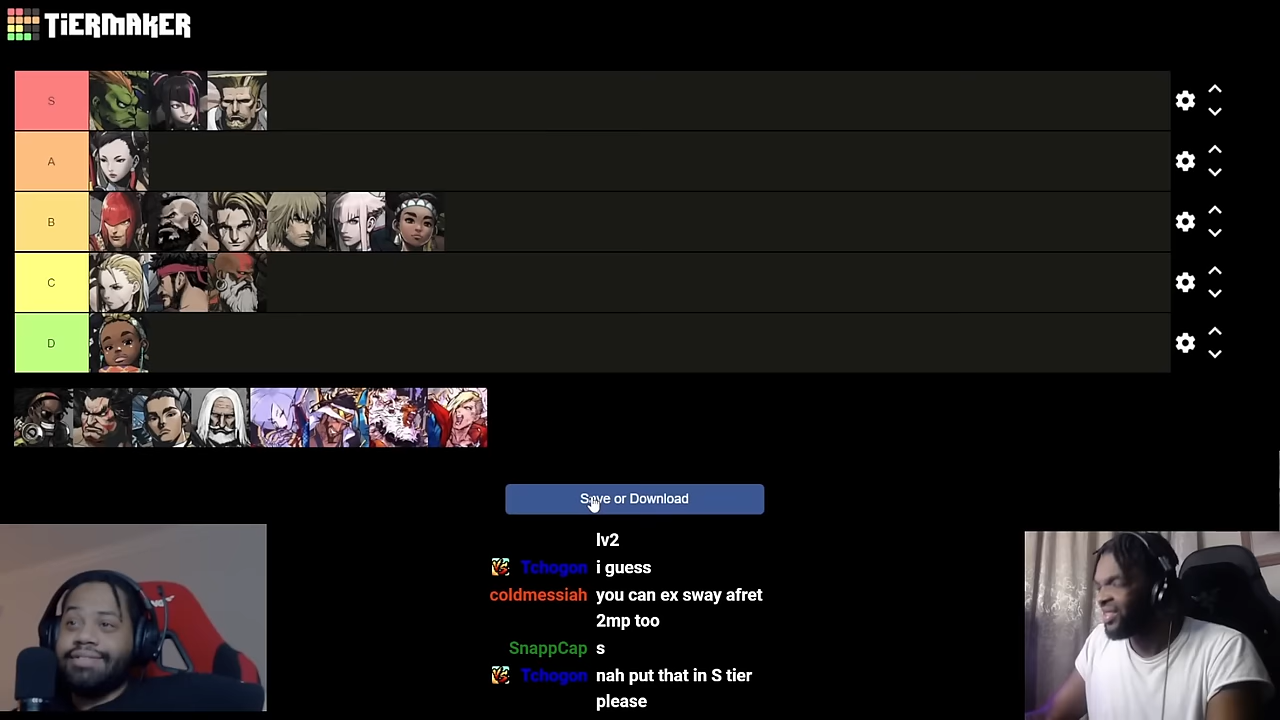 TiERMAKER
S
A
B
C
D
Save or Download
lv2
Tchogon i guess
coldmessiah you can ex sway afret
2mp too
SnappCap s
Tchogon nah put that in S tier
please